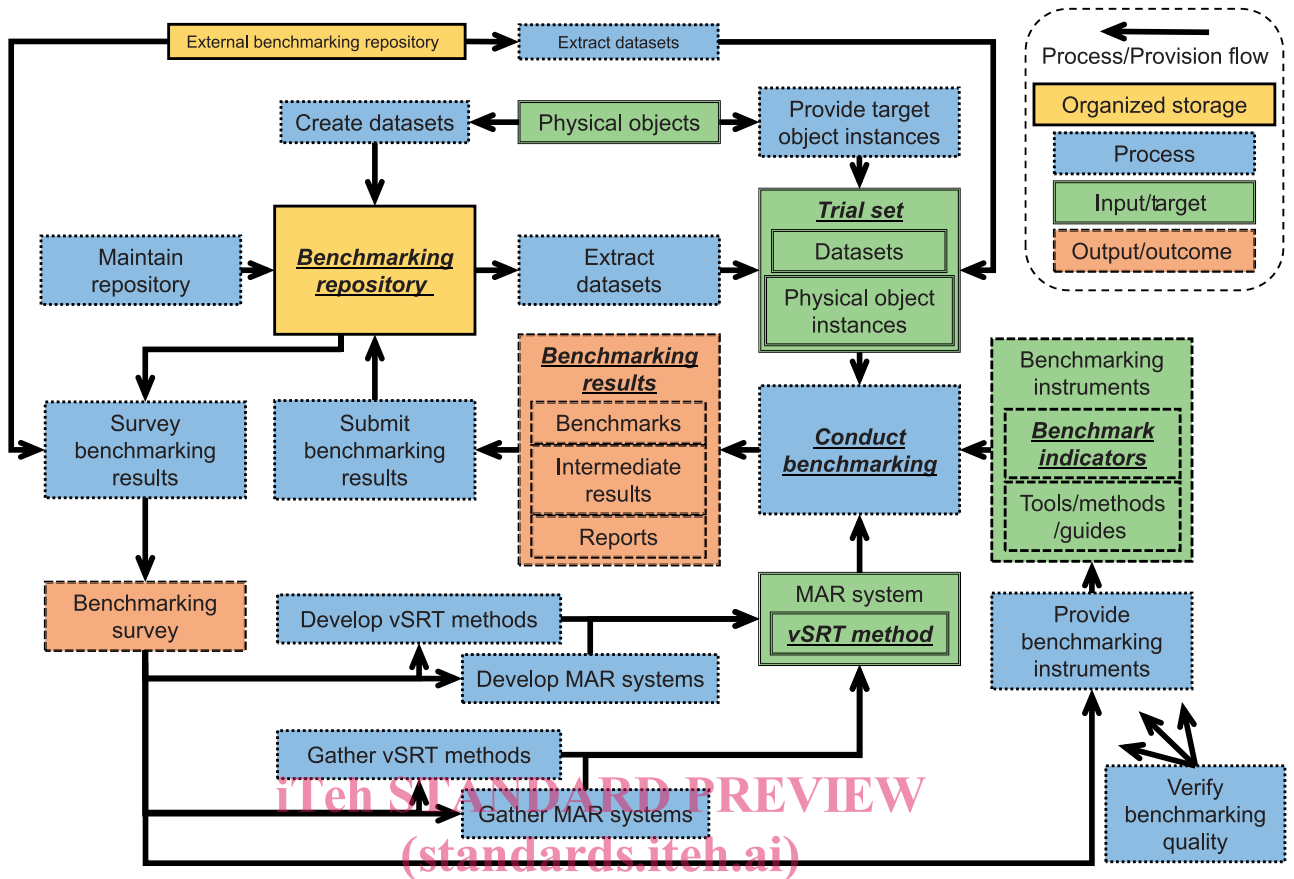 External benchmarking repository
Extract datasets
Process/Provision flow
Organized storage
Process
Input/target
Output/outcome
Create datasets
Physical objects
Provide target
object instances
Trial set
Datasets
Physical object
instances
Maintain
repository
Benchmarking
repository
Extract
datasets
Benchmarking
results
Benchmarks
Intermediate
results
Reports
Survey
benchmarking
results
Submit
benchmarking
results
Conduct
benchmarking
Benchmarking
instruments
Benchmark
indicators
Tools/methods
/guides
Benchmarking
survey
Develop vSRT methods
Develop MAR systems
MAR system
vSRT method
Provide
benchmarking
instruments
Gather vSRT methods
Gather MAR systems
Verify
benchmarking
quality
iTeh STANDARD PREVIEW
(standards.iteh.ai)